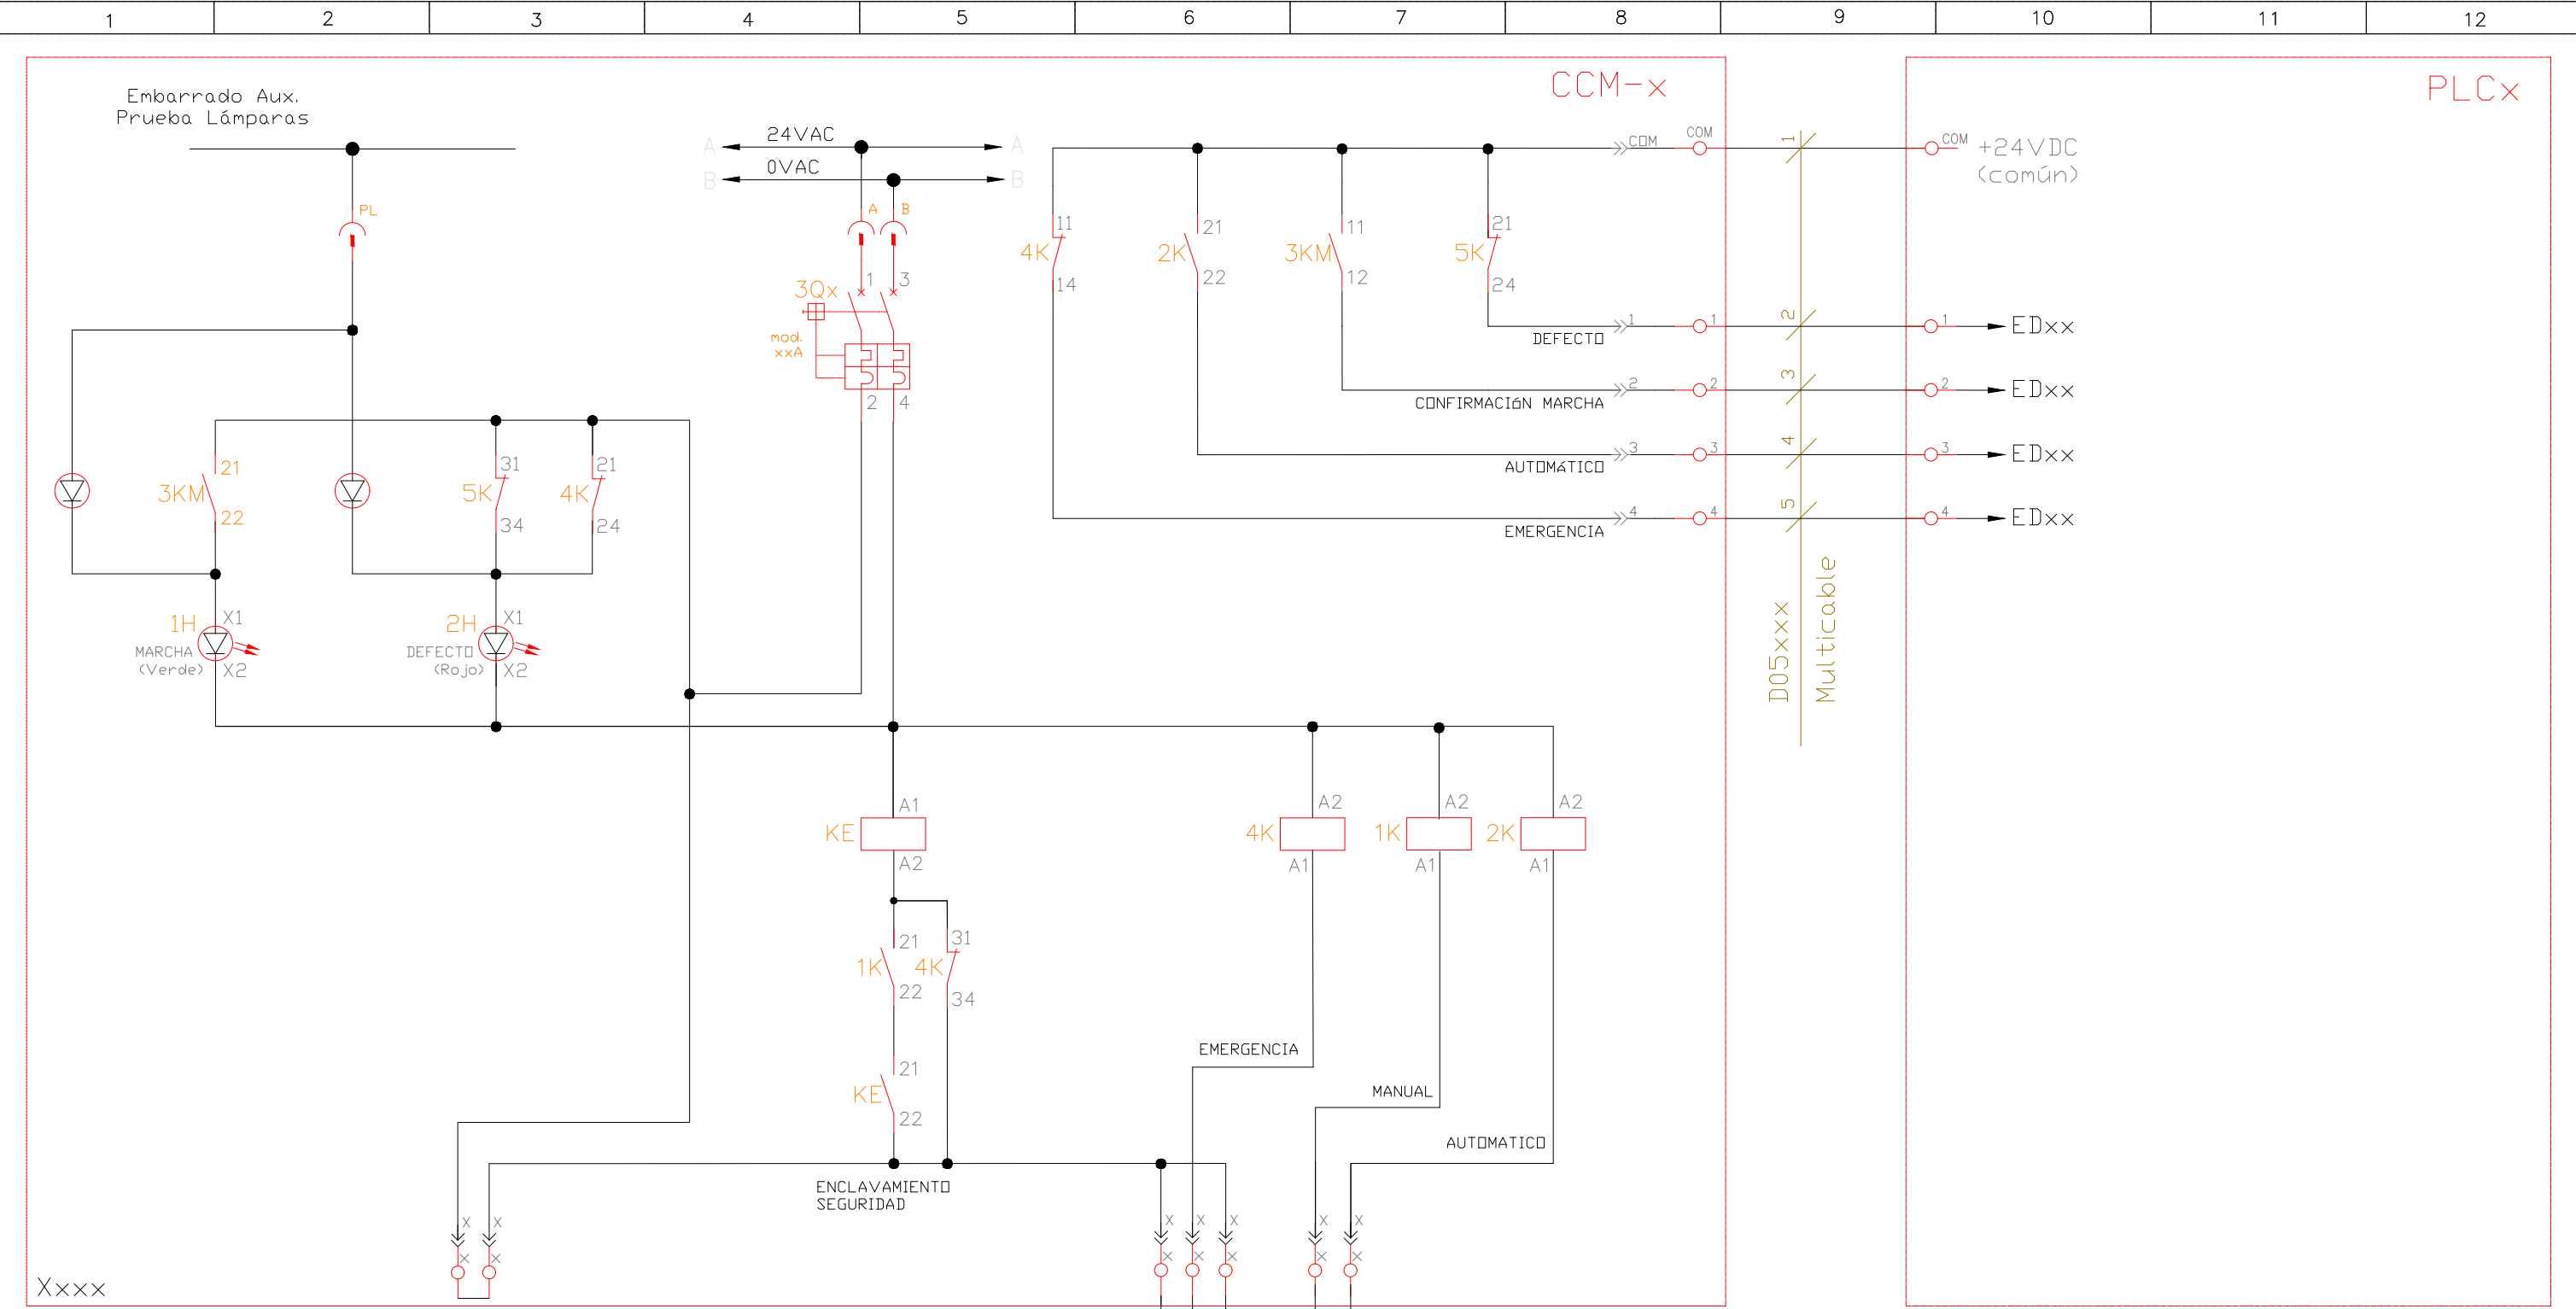 1 2 3 4 5 6 7 8 9 10 11 12
CCM-x
PLCx
Embarrado Aux.
Prueba Lámparas
A 24VAC A
B 0VAC B
PL
A B
1 3
3Qx
mod.
xxA
2 4
COM
COM
1
COM
+24VDC
(común)
11
4K
14
21
2K
22
11
3KM
12
21
5K
24
DEFECTO
1
1
2
1
EDxx
CONFIRMACIóN MARCHA
2
2
3
2
EDxx
AUTOMáTICO
3
3
4
3
EDxx
EMERGENCIA
4
4
5
4
EDxx
D05xxx
Multicable
21
3KM
22
31
5K
34
21
4K
24
1H
X1
MARCHA
(Verde)
X2
2H
X1
DEFECTO
(Rojo)
X2
A1
KE
A2
A2
4K
A1
A2
1K
A1
A2
2K
A1
21
1K
22
31
4K
34
21
KE
22
EMERGENCIA
MANUAL
AUTOMATICO
ENCLAVAMIENTO
SEGURIDAD
X X X X X X X
X X X X X X X
Xxxx